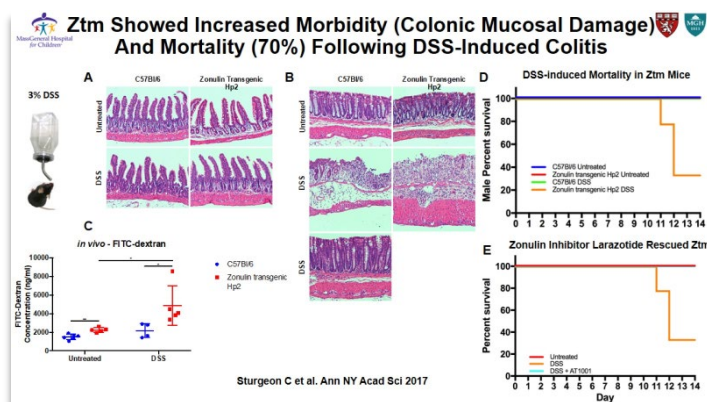 Ztm Showed Increased Morbidity (Colonic Mucosal Damage)
And Mortality (70%) Following DSS-Induced Colitis
MassGeneral Hospital
for Children
MGH
1811
3% DSS
A
C57Bl/6
Zonulin Transgenic
Hp2
Untreated
DSS
B
C57Bl/6
Zonulin Transgenic
Hp2
Untreated
DSS
C
in vivo - FITC-dextran
FITC-Dextran
Concentration (ng/ml)
10000
8000
6000
4000
2000
0
Untreated
DSS
C57Bl/6
Zonulin transgenic
Hp2
D
DSS-induced Mortality in Ztm Mice
Male Percent survival
100
80
60
40
20
0
C57Bl/6 Untreated
Zonulin transgenic Hp2 Untreated
C57Bl/6 DSS
Zonulin transgenic Hp2 DSS
0 1 2 3 4 5 6 7 8 9 10 11 12 13 14
E
Zonulin Inhibitor Larazotide Rescued Ztm
Percent survival
100
80
60
40
20
0
Untreated
DSS
DSS + AT1001
0 1 2 3 4 5 6 7 8 9 10 11 12 13 14
Day
Sturgeon C et al. Ann NY Acad Sci 2017